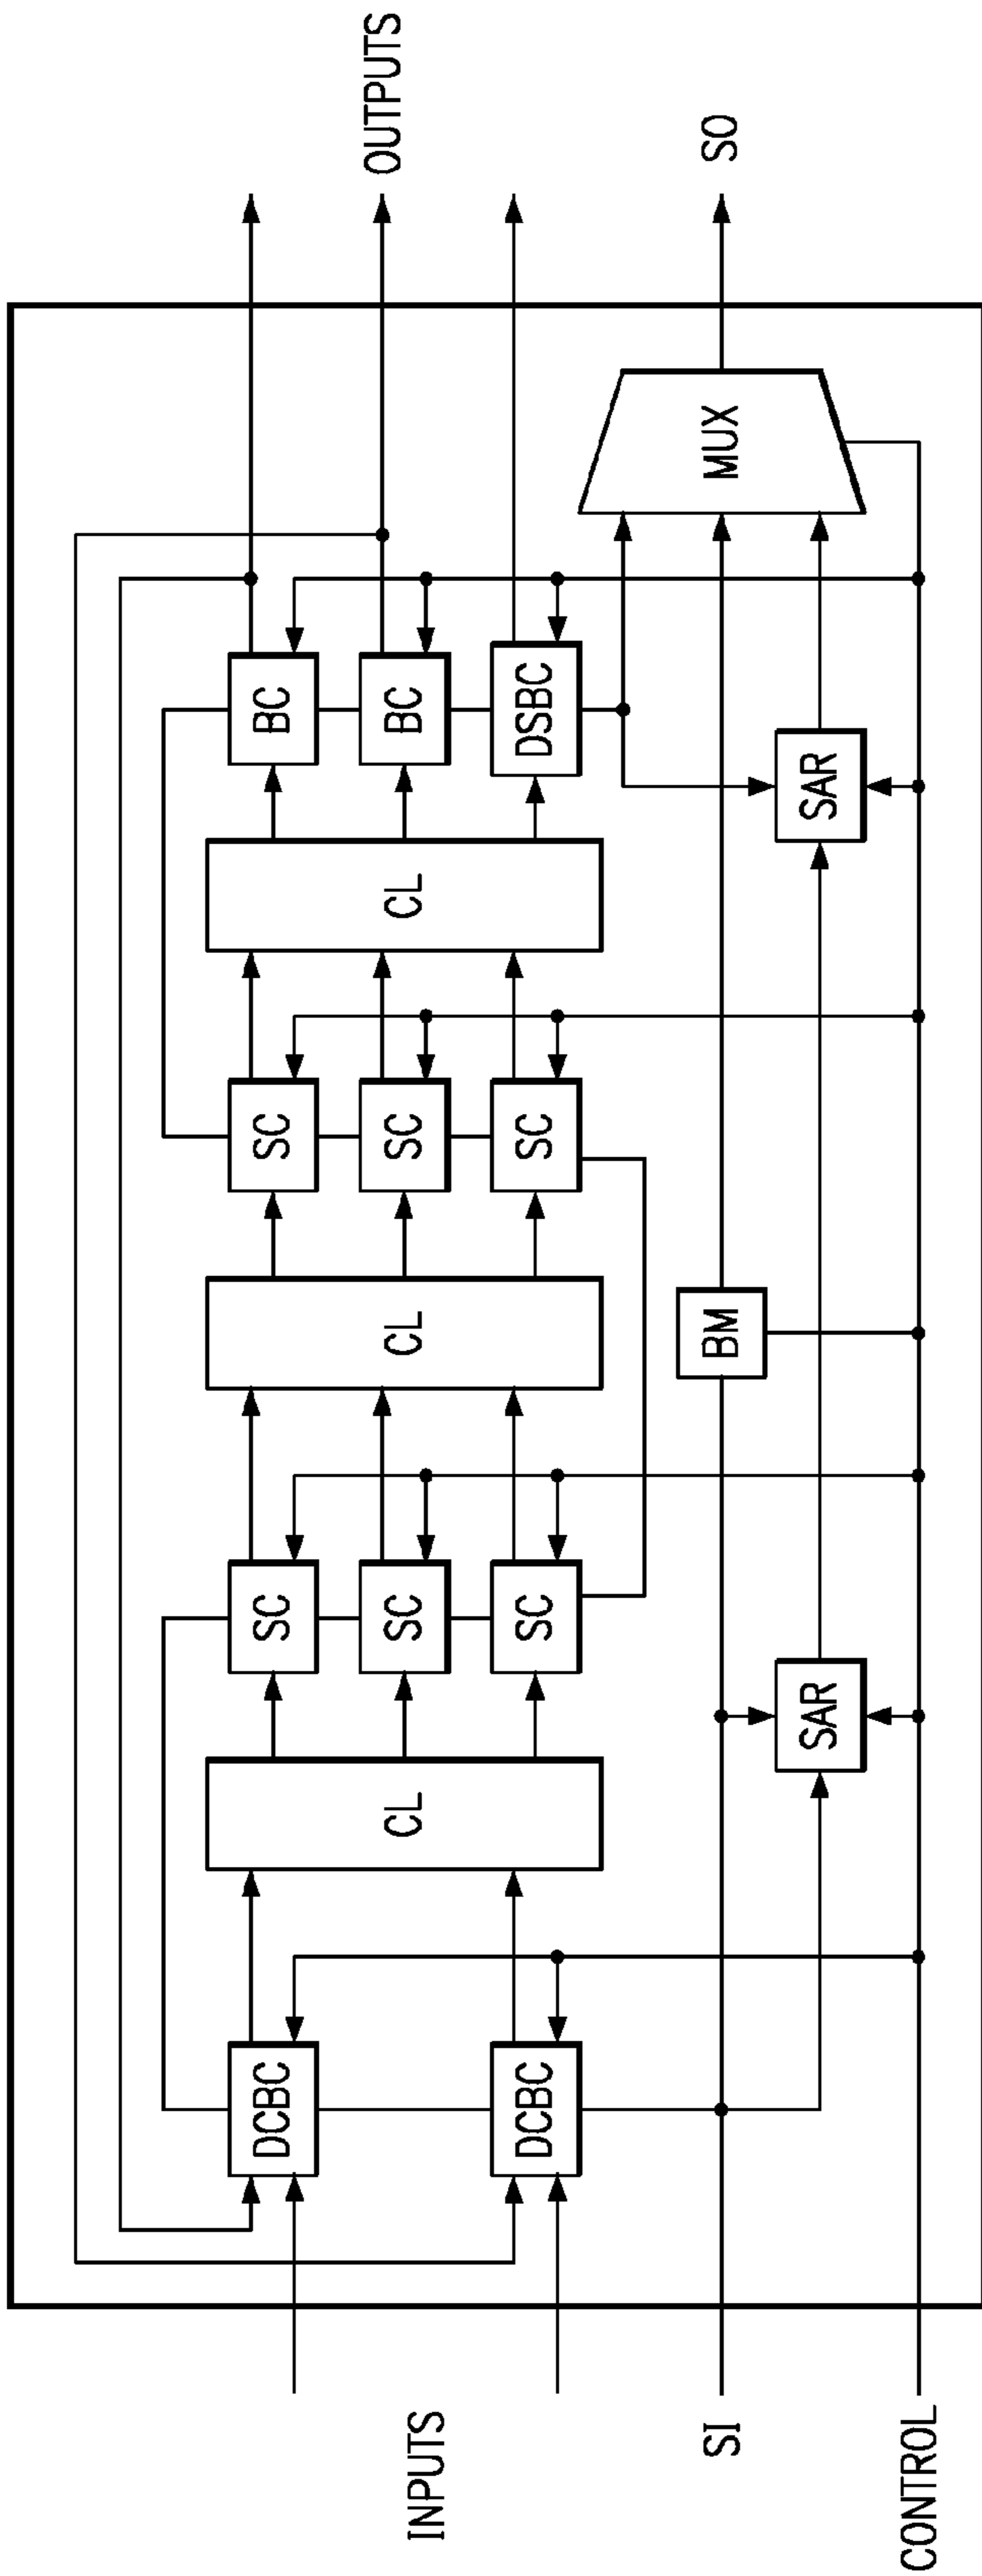 INPUTS
SI
CONTROL
DCBC
DCBC
CL
SC
SC
SC
CL
SC
SC
SC
CL
BC
BC
DSBC
SAR
BM
SAR
MUX
OUTPUTS
SO